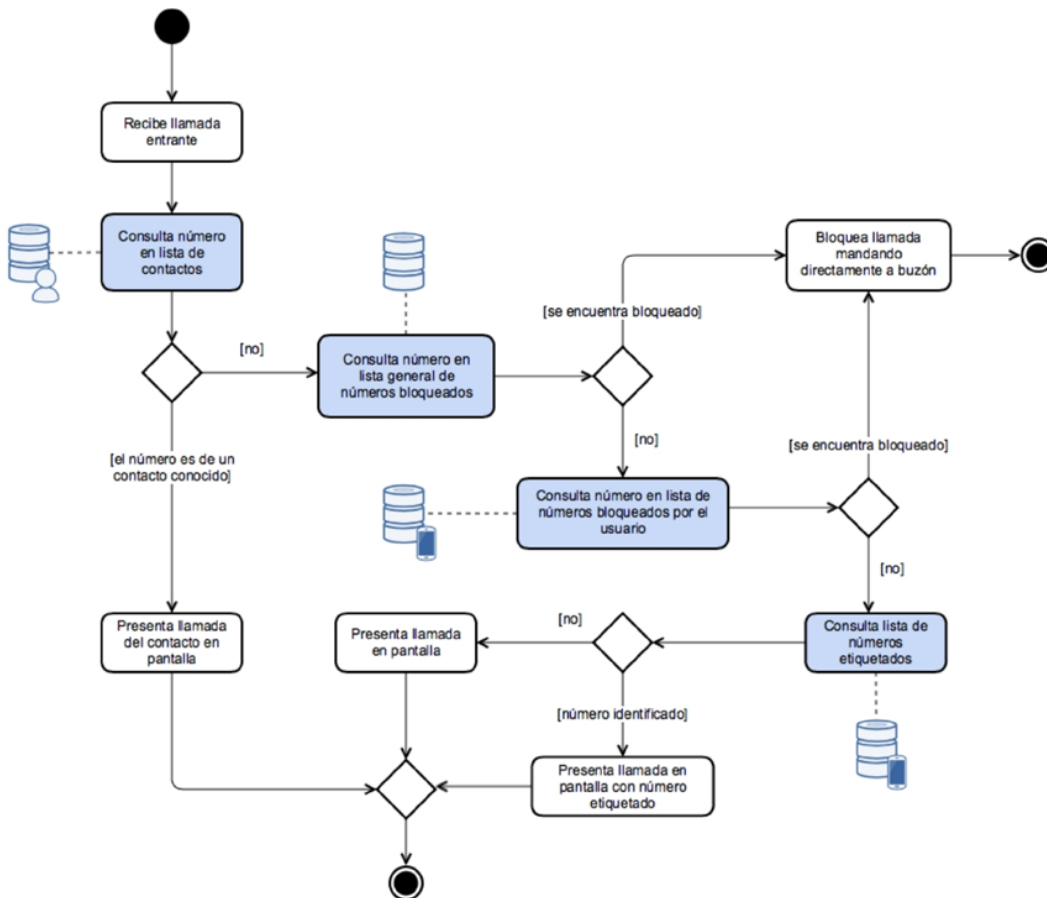 Recibe llamada
entrante
Consulta número
en lista de
contactos
[no]
Consulta número en
lista general de
números bloqueados
[se encuentra bloqueado]
Bloquea llamada
mandando
directamente a buzón
[no]
Consulta número en lista de
números bloqueados por el
usuario
[se encuentra bloqueado]
[no]
Consulta lista de
números
etiquetados
[no]
Presenta llamada
en pantalla
[número identificado]
Presenta llamada en
pantalla con número
etiquetado
[el número es de un
contacto conocido]
Presenta llamada
del contacto en
pantalla